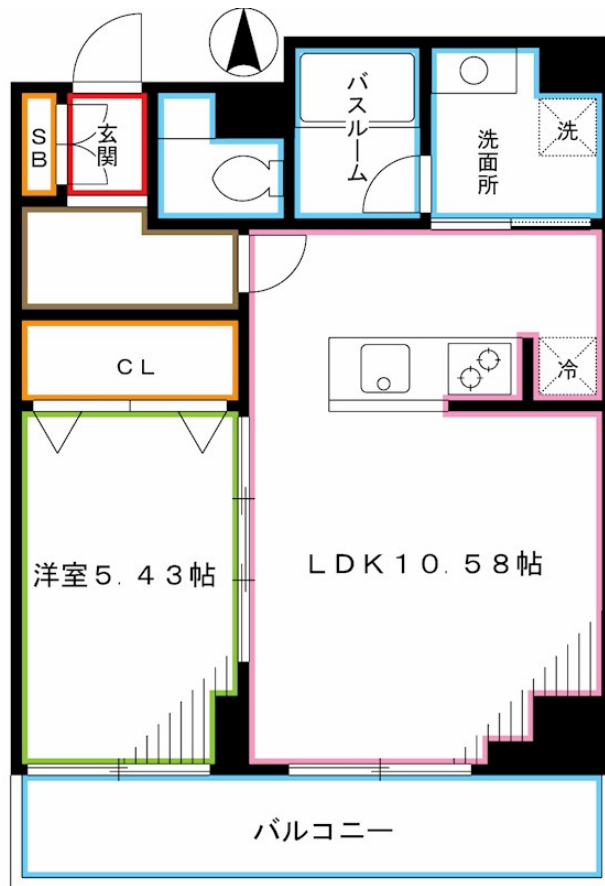 SB
玄関
バスルーム
洗面所
洗
冷
CL
洋室5.43帖
LDK10.58帖
バルコニー